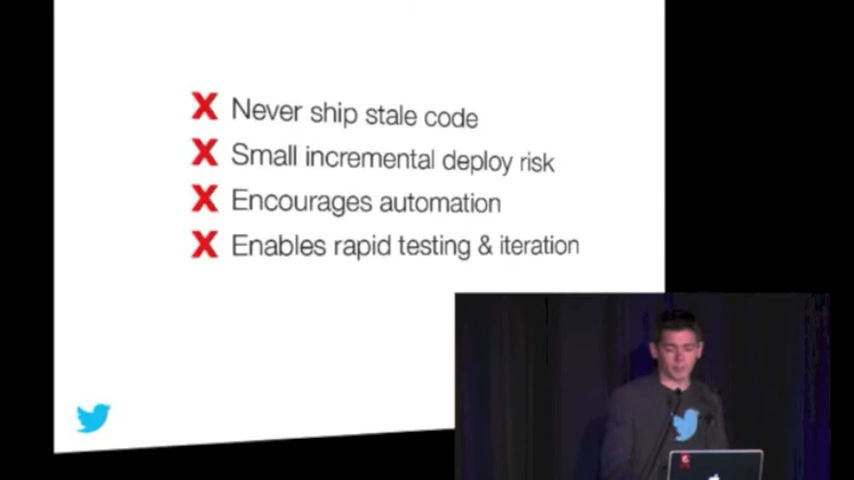 X Never ship stale code
X Small incremental deploy risk
X Encourages automation
X Enables rapid testing & iteration